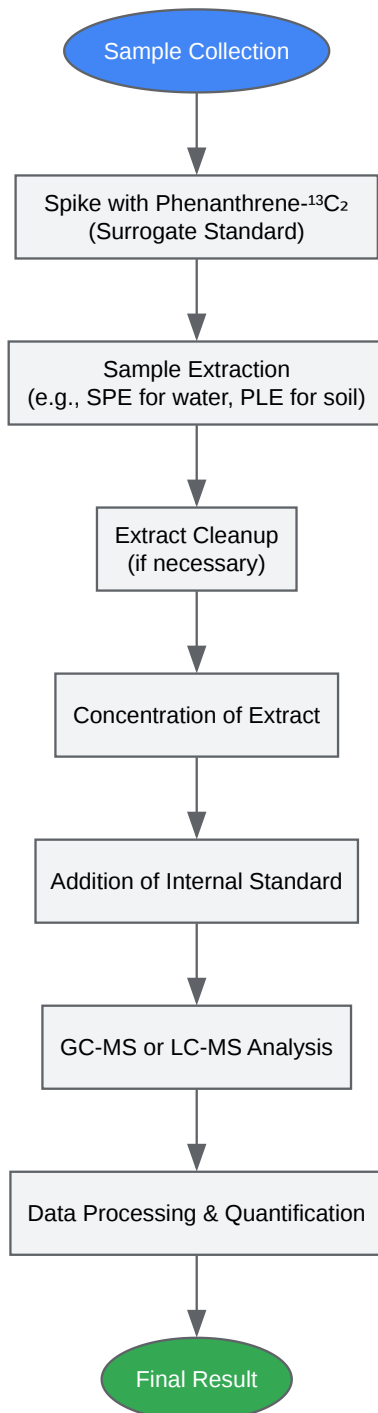 Sample Collection
Spike with Phenanthrene-¹³C₂
(Surrogate Standard)
Sample Extraction
(e.g., SPE for water, PLE for soil)
Extract Cleanup
(if necessary)
Concentration of Extract
Addition of Internal Standard
GC-MS or LC-MS Analysis
Data Processing & Quantification
Final Result